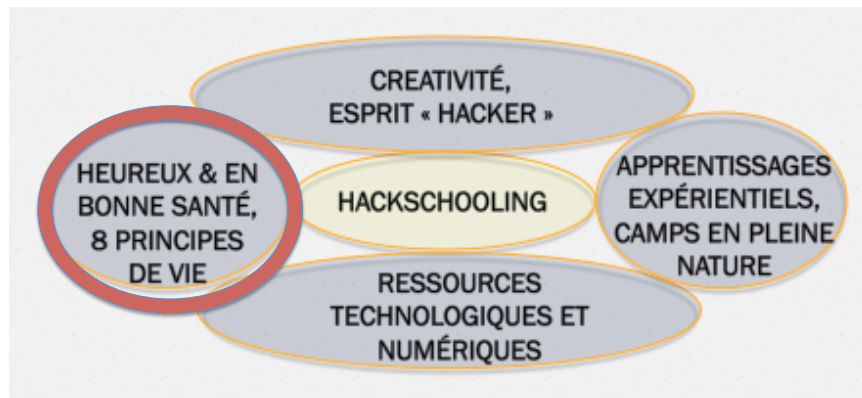 CREATIVITÉ,
ESPRIT « HACKER »
HEUREUX & EN
BONNE SANTÉ,
8 PRINCIPES
DE VIE
HACKSCHOOLING
APPRENTISSAGES
EXPÉRIENTIELS,
CAMPS EN PLEINE
NATURE
RESSOURCES
TECHNOLOGIQUES ET
NUMÉRIQUES